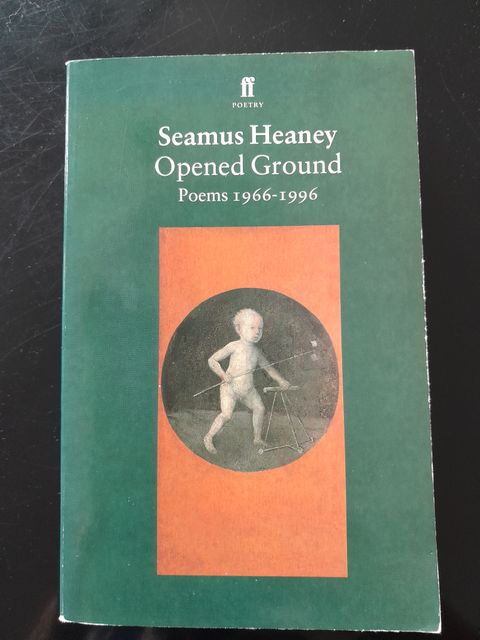 ff
POETRY
Seamus Heaney
Opened Ground
Poems 1966-1996